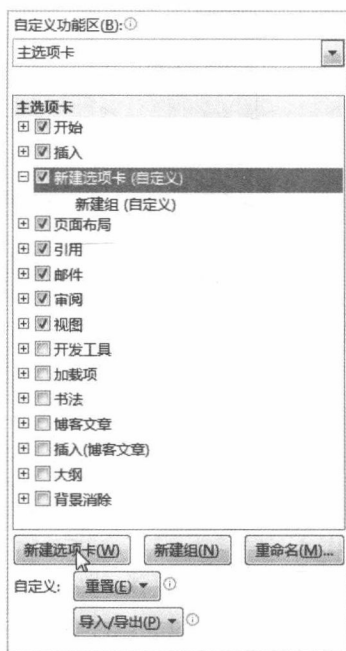 自定义功能区(B):
主选项卡
主选项卡
开始
插入
新建选项卡 (自定义)
新建组 (自定义)
页面布局
引用
邮件
审阅
视图
开发工具
加载项
书法
博客文章
插入(博客文章)
大纲
背景消除
新建选项卡(W) 新建组(N) 重命名(M)...
自定义: 重置(E)
导入/导出(P)